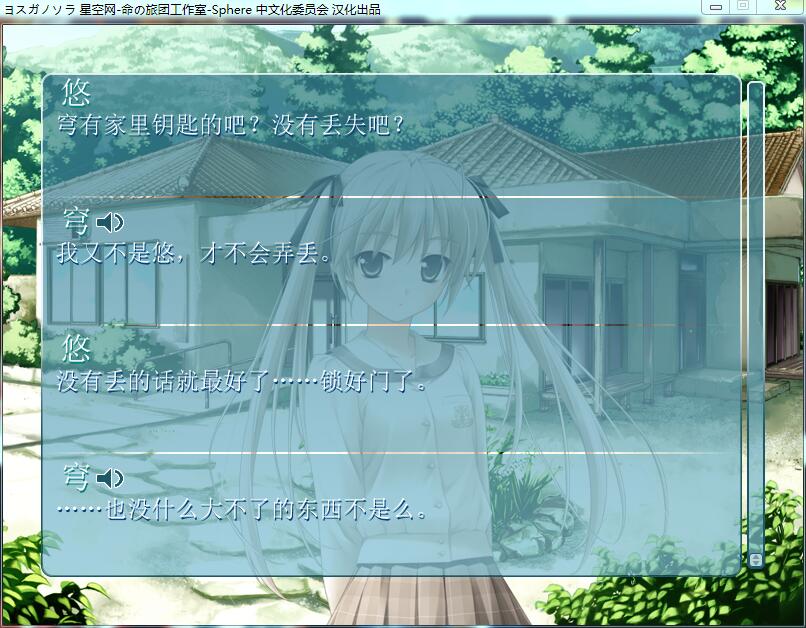 ヨスガノソラ 星空网-命の旅团工作室-Sphere 中文化委员会 汉化出品
悠
穹有家里钥匙的吧？没有丢失吧？
穹
我又不是悠，才不会弄丢。
悠
没有丢的话就最好了……锁好门了。
穹
……也没什么大不了的东西不是么。